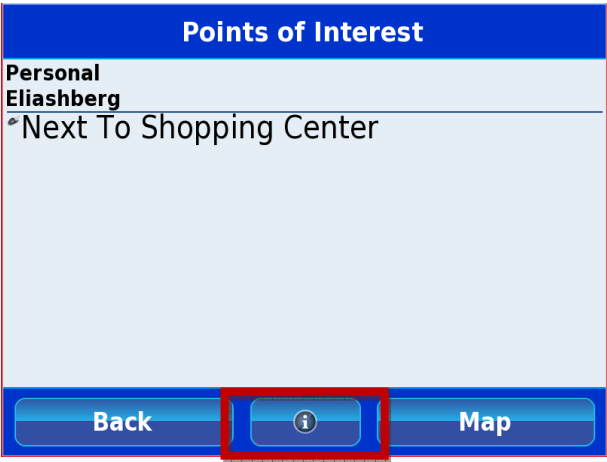 Points of Interest
Personal
Eliashberg
Next To Shopping Center
Back
i
Map